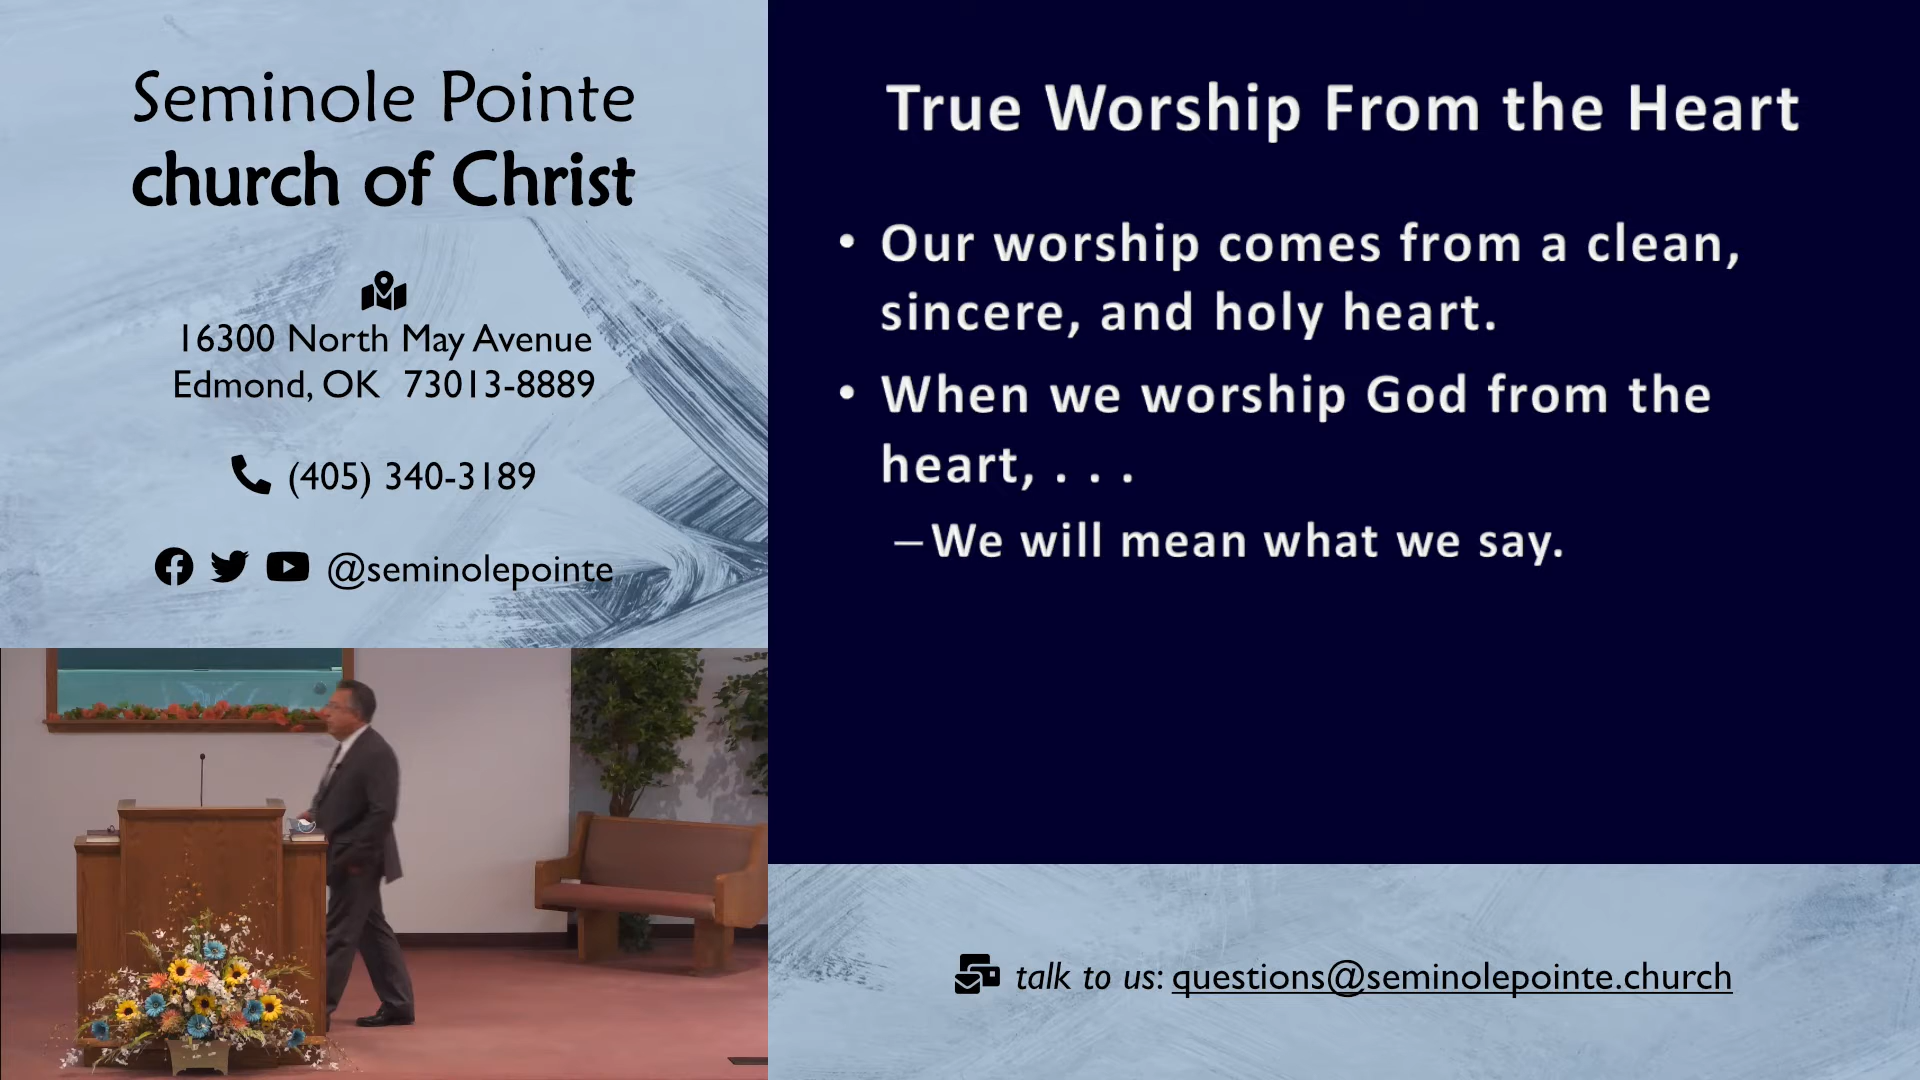 Seminole Pointe
church of Christ
16300 North May Avenue
Edmond, OK 73013-8889
(405) 340-3189
@seminolepointe
True Worship From the Heart
• Our worship comes from a clean,
sincere, and holy heart.
• When we worship God from the
heart, . . .
– We will mean what we say.
talk to us: questions@seminolepointe.church